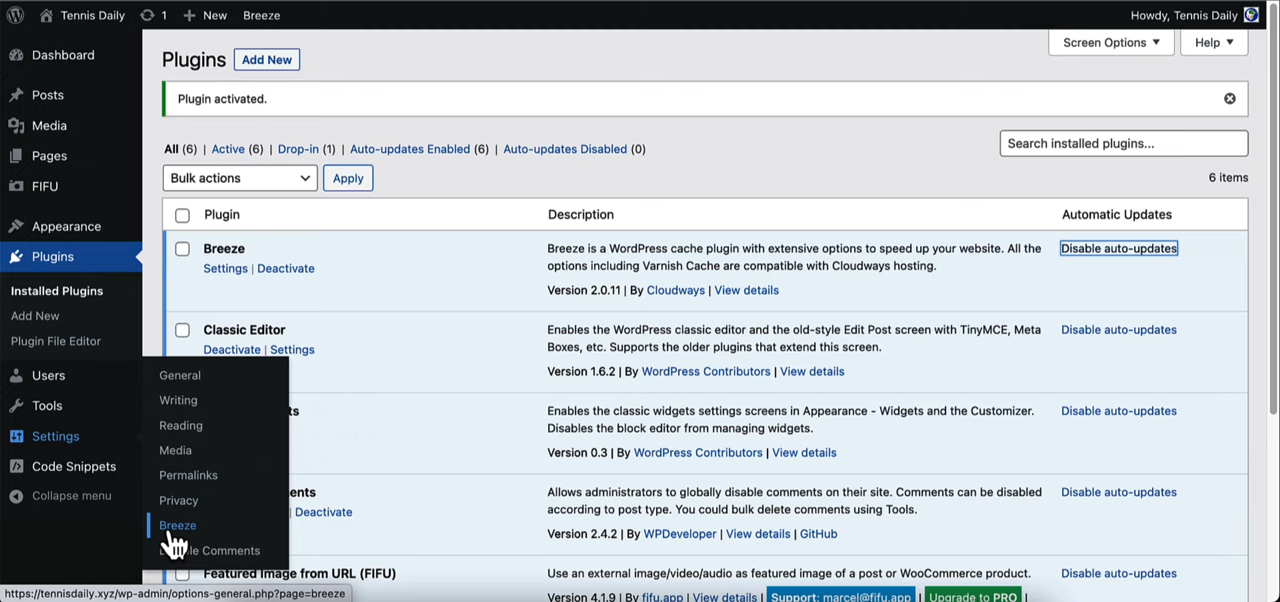 Tennis Daily 1 New Breeze Howdy, Tennis Daily
Dashboard
Posts
Media
Pages
FIFU
Appearance
Plugins
Installed Plugins
Add New
Plugin File Editor
Users
Tools
Settings
Code Snippets
Collapse menu
General
Writing
Reading
Media
Permalinks
Privacy
Breeze
Comments
Screen Options Help
Plugins Add New
Plugin activated.
All (6) | Active (6) | Drop-in (1) | Auto-updates Enabled (6) | Auto-updates Disabled (0)
Search installed plugins...
Bulk actions Apply
6 items
Plugin Description Automatic Updates
Breeze
Settings | Deactivate
Breeze is a WordPress cache plugin with extensive options to speed up your website. All the
options including Varnish Cache are compatible with Cloudways hosting.
Version 2.0.11 | By Cloudways | View details
Disable auto-updates
Classic Editor
Deactivate | Settings
Enables the WordPress classic editor and the old-style Edit Post screen with TinyMCE, Meta
Boxes, etc. Supports the older plugins that extend this screen.
Version 1.6.2 | By WordPress Contributors | View details
Disable auto-updates
Enables the classic widgets settings screens in Appearance - Widgets and the Customizer.
Disables the block editor from managing widgets.
Version 0.3 | By WordPress Contributors | View details
Disable auto-updates
| Deactivate
Allows administrators to globally disable comments on their site. Comments can be disabled
according to post type. You could bulk delete comments using Tools.
Version 2.4.2 | By WPDeveloper | View details | GitHub
Disable auto-updates
Featured Image from URL (FIFU)
Use an external image/video/audio as featured image of a post or WooCommerce product.
Version 4.1.9 | By fifu.app | View details | Support: marcel@fifu.app | Upgrade to PRO |
Disable auto-updates
https://tennisdaily.xyz/wp-admin/options-general.php?page=breeze